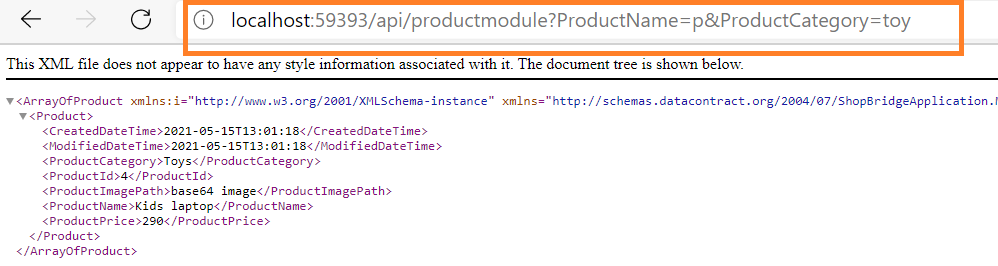 localhost:59393/api/productmodule?ProductName=p&ProductCategory=toy
This XML file does not appear to have any style information associated with it. The document tree is shown below.
▼<ArrayOfProduct xmlns:i="http://www.w3.org/2001/XMLSchema-instance" xmlns="http://schemas.datacontract.org/2004/07/ShopBridgeApplication.
▼<Product>
<CreatedDateTime>2021-05-15T13:01:18</CreatedDateTime>
<ModifiedDateTime>2021-05-15T13:01:18</ModifiedDateTime>
<ProductCategory>Toys</ProductCategory>
<ProductId>4</ProductId>
<ProductImagePath>base64 image</ProductImagePath>
<ProductName>Kids laptop</ProductName>
<ProductPrice>290</ProductPrice>
</Product>
</ArrayOfProduct>